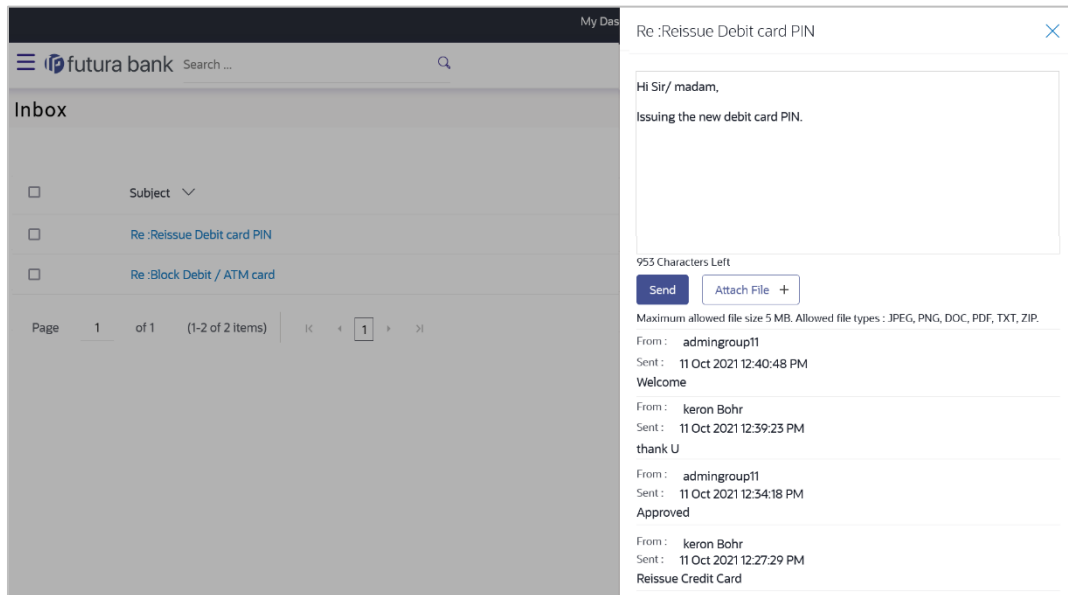 My Das
futura bank Search ...
Inbox
Subject
Re :Reissue Debit card PIN
Re :Block Debit / ATM card
Page 1 of 1 (1-2 of 2 items) 1
Re :Reissue Debit card PIN
Hi Sir/ madam,
Issuing the new debit card PIN.
953 Characters Left
Send Attach File +
Maximum allowed file size 5 MB. Allowed file types : JPEG, PNG, DOC, PDF, TXT, ZIP.
From : admingroup11
Sent : 11 Oct 2021 12:40:48 PM
Welcome
From : keron Bohr
Sent : 11 Oct 2021 12:39:23 PM
thank U
From : admingroup11
Sent : 11 Oct 2021 12:34:18 PM
Approved
From : keron Bohr
Sent : 11 Oct 2021 12:27:29 PM
Reissue Credit Card